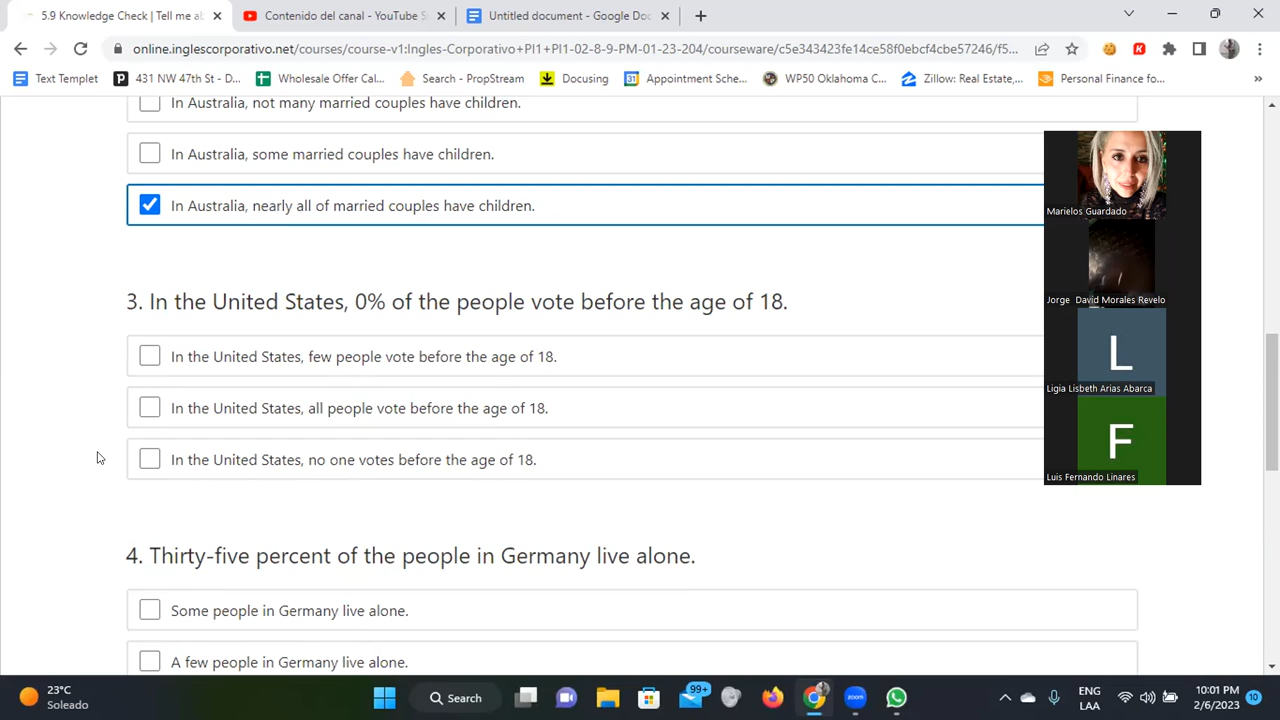 5.9 Knowledge Check | Tell me ab
Contenido del canal - YouTube S
Untitled document - Google Doc
online.inglescorporativo.net/courses/course-v1:Ingles-Corporativo+PI1+PI1-02-8-9-PM-01-23-204/courseware/c5e343423fe14ce58f0ebcf4cbe57246/f5...
Text Templet
431 NW 47th St - D...
Wholesale Offer Cal...
Search - PropStream
Docusing
Appointment Sche...
WP50 Oklahoma C...
Zillow: Real Estate,...
Personal Finance fo...
In Australia, not many married couples have children.
In Australia, some married couples have children.
In Australia, nearly all of married couples have children.
3. In the United States, 0% of the people vote before the age of 18.
In the United States, few people vote before the age of 18.
In the United States, all people vote before the age of 18.
In the United States, no one votes before the age of 18.
4. Thirty-five percent of the people in Germany live alone.
Some people in Germany live alone.
A few people in Germany live alone.
Marielos Guardado
Jorge David Morales Revelo
L
Ligia Lisbeth Arias Abarca
F
Luis Fernando Linares
23°C
Soleado
Search
99+
zoom
ENG
LAA
10:01 PM
2/6/2023
10